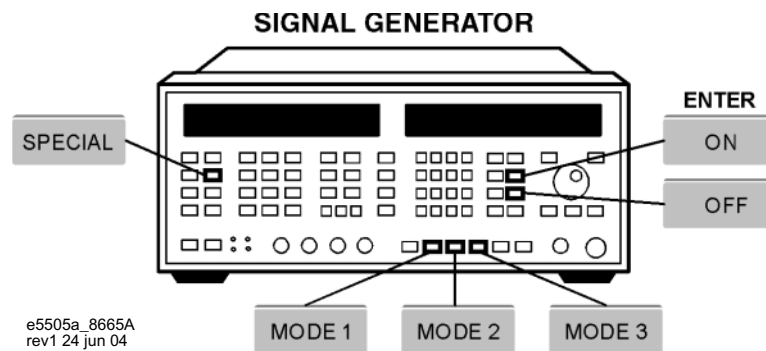 SIGNAL GENERATOR
ENTER
SPECIAL
ON
OFF
MODE 1
MODE 2
MODE 3
e5505a_8665A
rev1 24 jun 04